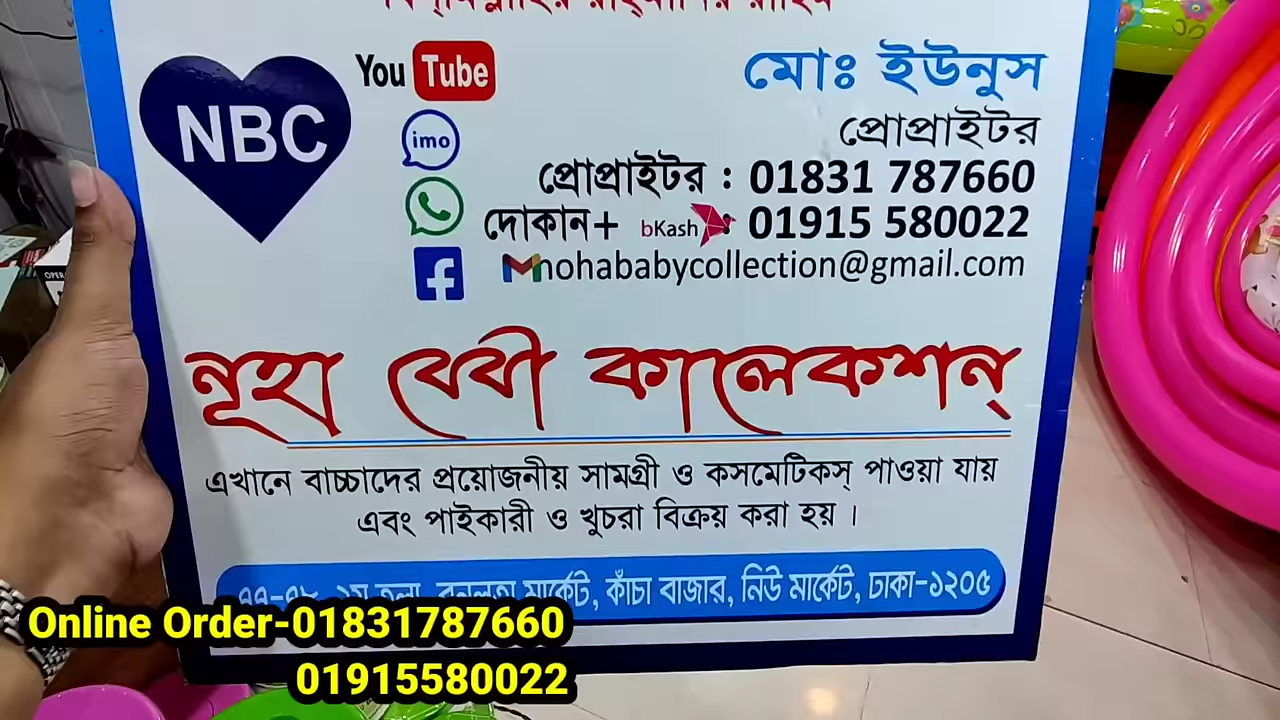 NBC
You Tube
imo
মোঃ ইউনুস
প্রোপ্রাইটর
প্রোপ্রাইটর : 01831 787660
দোকান+ bKash 01915 580022
nohababycollection@gmail.com
নূহা বেবী কালেকশন্
এখানে বাচ্চাদের প্রয়োজনীয় সামগ্রী ও কসমেটিকস্ পাওয়া যায়
এবং পাইকারী ও খুচরা বিক্রয় করা হয় ।
মার্কেট, কাঁচা বাজার, নিউ মার্কেট, ঢাকা-১২০৫
Online Order-01831787660
01915580022